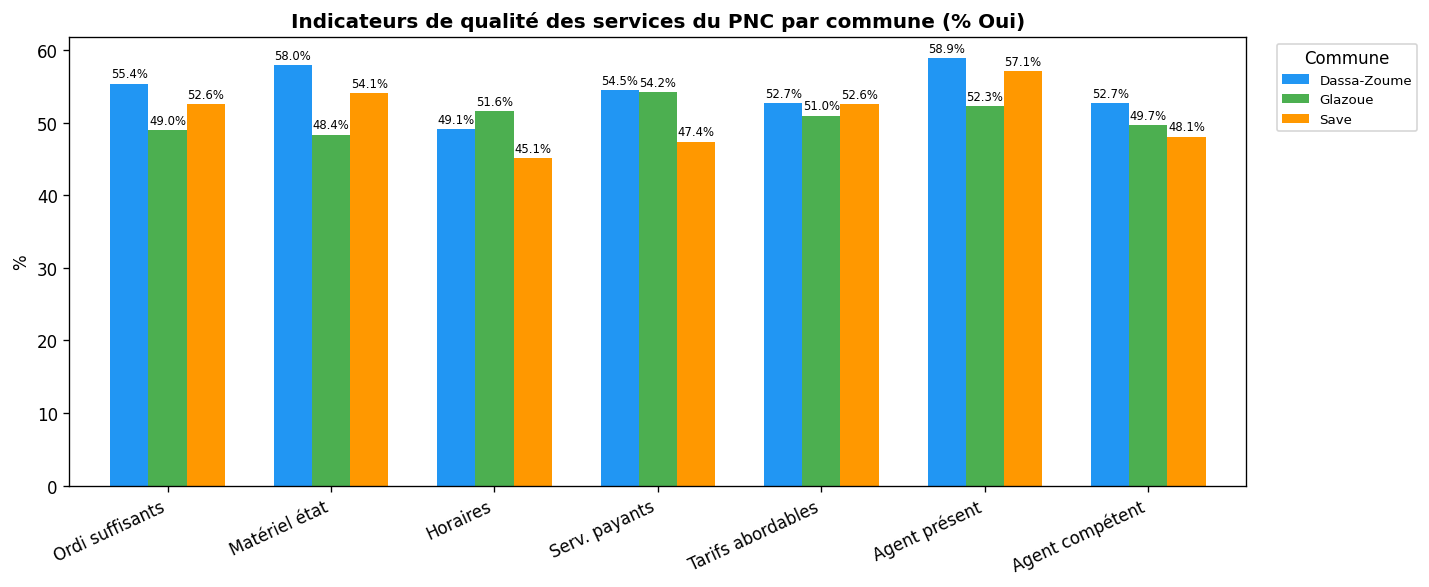 Indicateurs de qualité des services du PNC par commune (% Oui)
60
50
40
30
20
10
0
%
55.4%
49.0%
52.6%
58.0%
48.4%
54.1%
49.1%
51.6%
45.1%
54.5%
54.2%
47.4%
52.7%
51.0%
52.6%
58.9%
52.3%
57.1%
52.7%
49.7%
48.1%
Ordi suffisants
Matériel état
Horaires
Serv. payants
Tarifs abordables
Agent présent
Agent compétent
Commune
Dassa-Zoume
Glazoue
Save